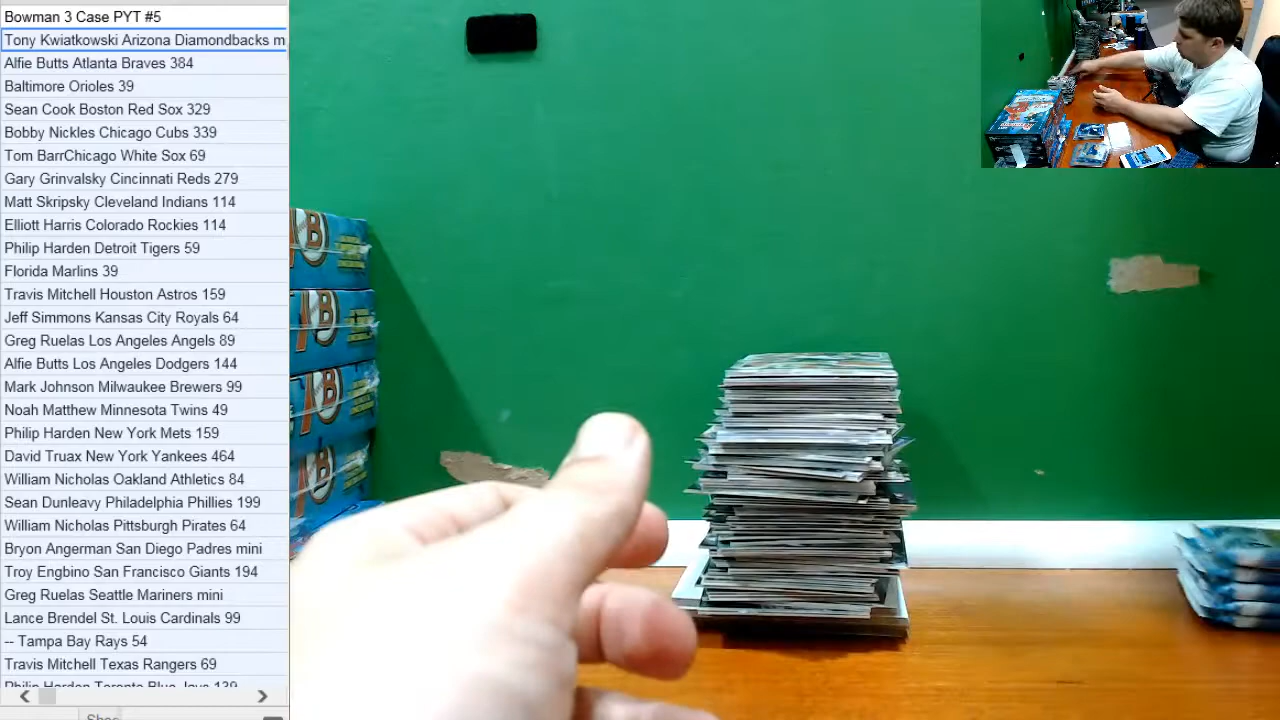 Bowman 3 Case PYT #5
Tony Kwiatkowski Arizona Diamondbacks m
Alfie Butts Atlanta Braves 384
Baltimore Orioles 39
Sean Cook Boston Red Sox 329
Bobby Nickles Chicago Cubs 339
Tom BarrChicago White Sox 69
Gary Grinvalsky Cincinnati Reds 279
Matt Skripsky Cleveland Indians 114
Elliott Harris Colorado Rockies 114
Philip Harden Detroit Tigers 59
Florida Marlins 39
Travis Mitchell Houston Astros 159
Jeff Simmons Kansas City Royals 64
Greg Ruelas Los Angeles Angels 89
Alfie Butts Los Angeles Dodgers 144
Mark Johnson Milwaukee Brewers 99
Noah Matthew Minnesota Twins 49
Philip Harden New York Mets 159
David Truax New York Yankees 464
William Nicholas Oakland Athletics 84
Sean Dunleavy Philadelphia Phillies 199
William Nicholas Pittsburgh Pirates 64
Bryon Angerman San Diego Padres mini
Troy Engbino San Francisco Giants 194
Greg Ruelas Seattle Mariners mini
Lance Brendel St. Louis Cardinals 99
-- Tampa Bay Rays 54
Travis Mitchell Texas Rangers 69
Philip Harden Toronto Blue Jays 139